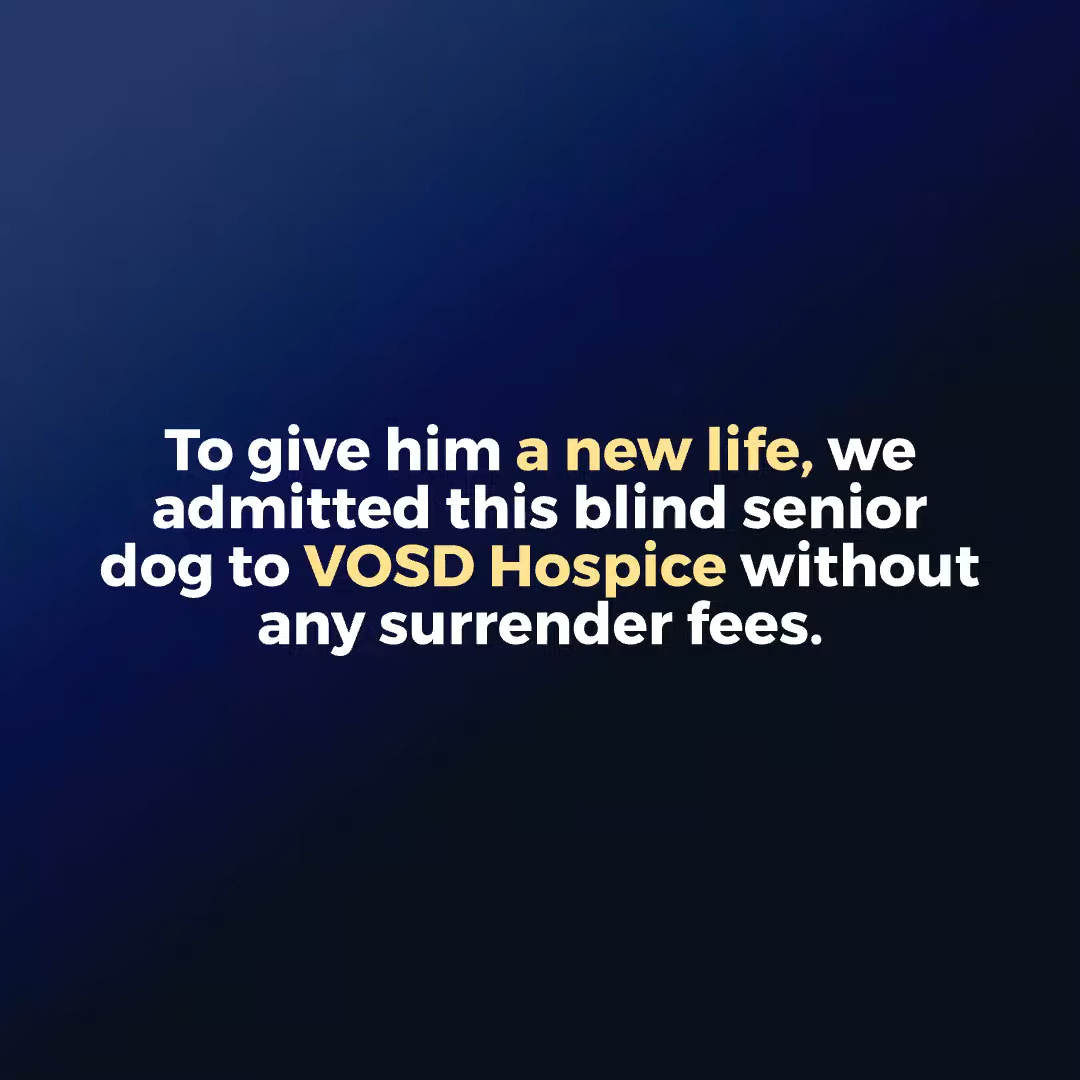 To give him a new life, we
admitted this blind senior
dog to VOSD Hospice without
any surrender fees.